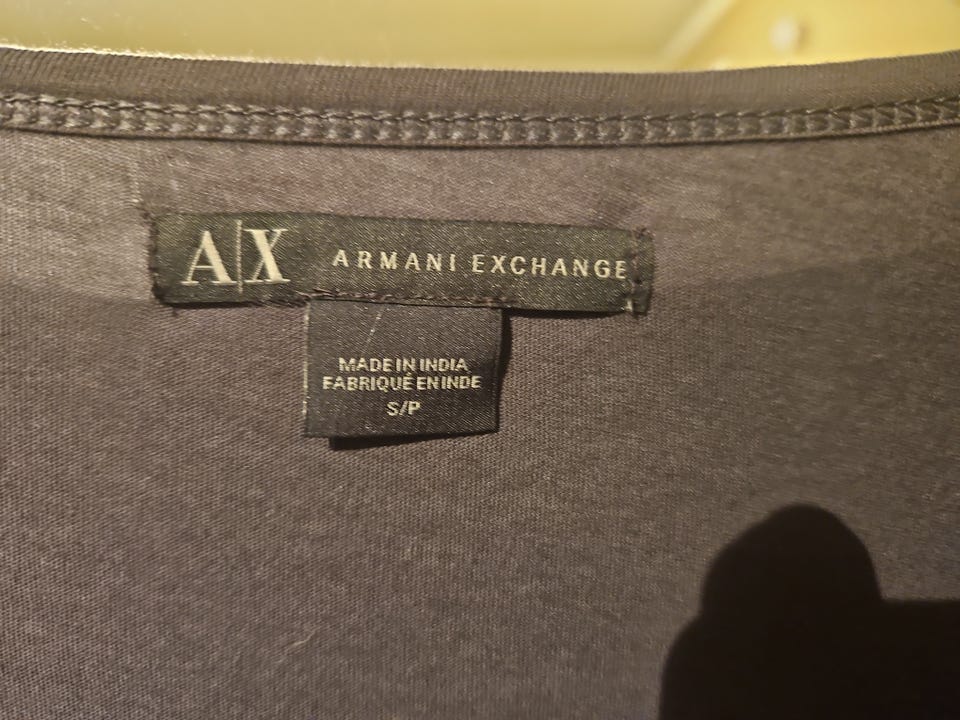 A|X ARMANI EXCHANGE
MADE IN INDIA
FABRIQUÉ EN INDE
S/P